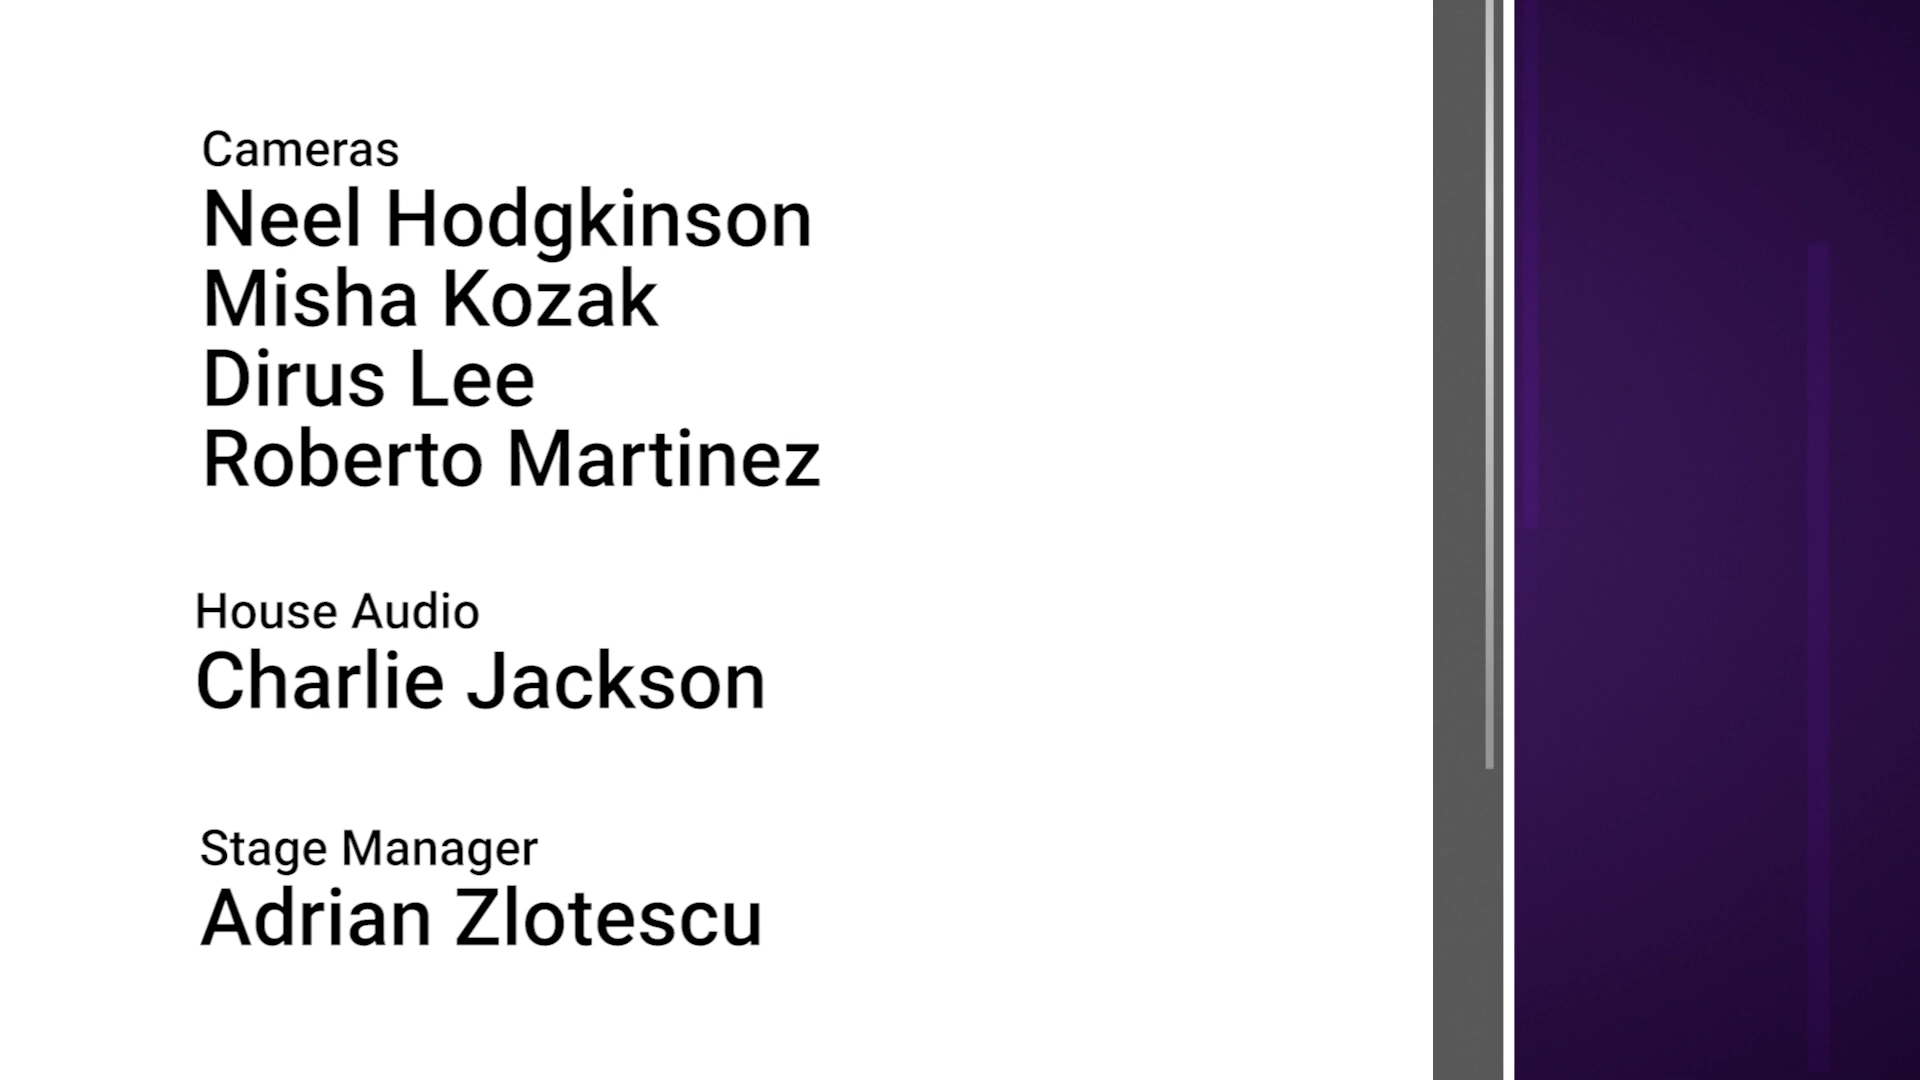 Cameras
Neel Hodgkinson
Misha Kozak
Dirus Lee
Roberto Martinez
House Audio
Charlie Jackson
Stage Manager
Adrian Zlotescu